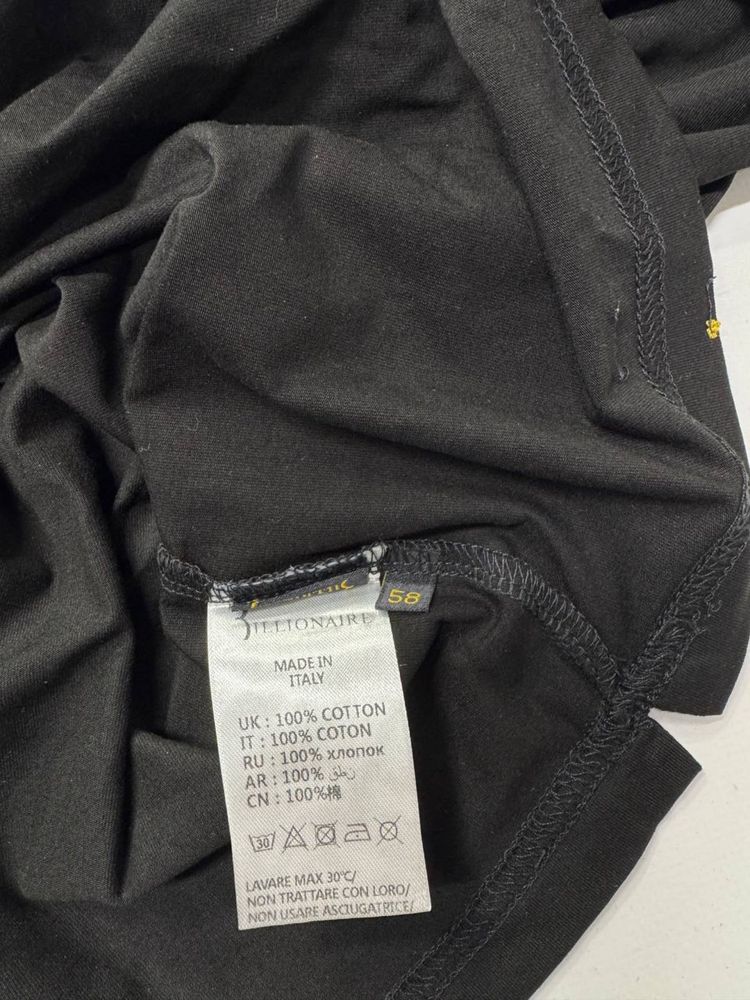 58
BILLIONAIRE
MADE IN
ITALY
UK : 100% COTTON
IT : 100% COTON
RU : 100% хлопок
AR : 100% رطق
CN : 100%棉
30
LAVARE MAX 30℃/
NON TRATTARE CON LORO/
NON USARE ASCIUGATRICE/